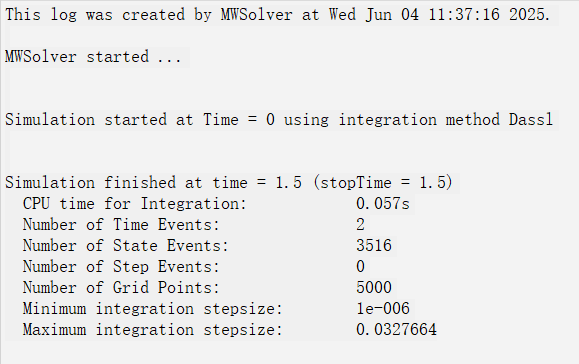 This log was created by MWSolver at Wed Jun 04 11:37:16 2025.
MWSolver started ...
Simulation started at Time = 0 using integration method Dassl
Simulation finished at time = 1.5 (stopTime = 1.5)
CPU time for Integration: 0.057s
Number of Time Events: 2
Number of State Events: 3516
Number of Step Events: 0
Number of Grid Points: 5000
Minimum integration stepsize: 1e-006
Maximum integration stepsize: 0.0327664